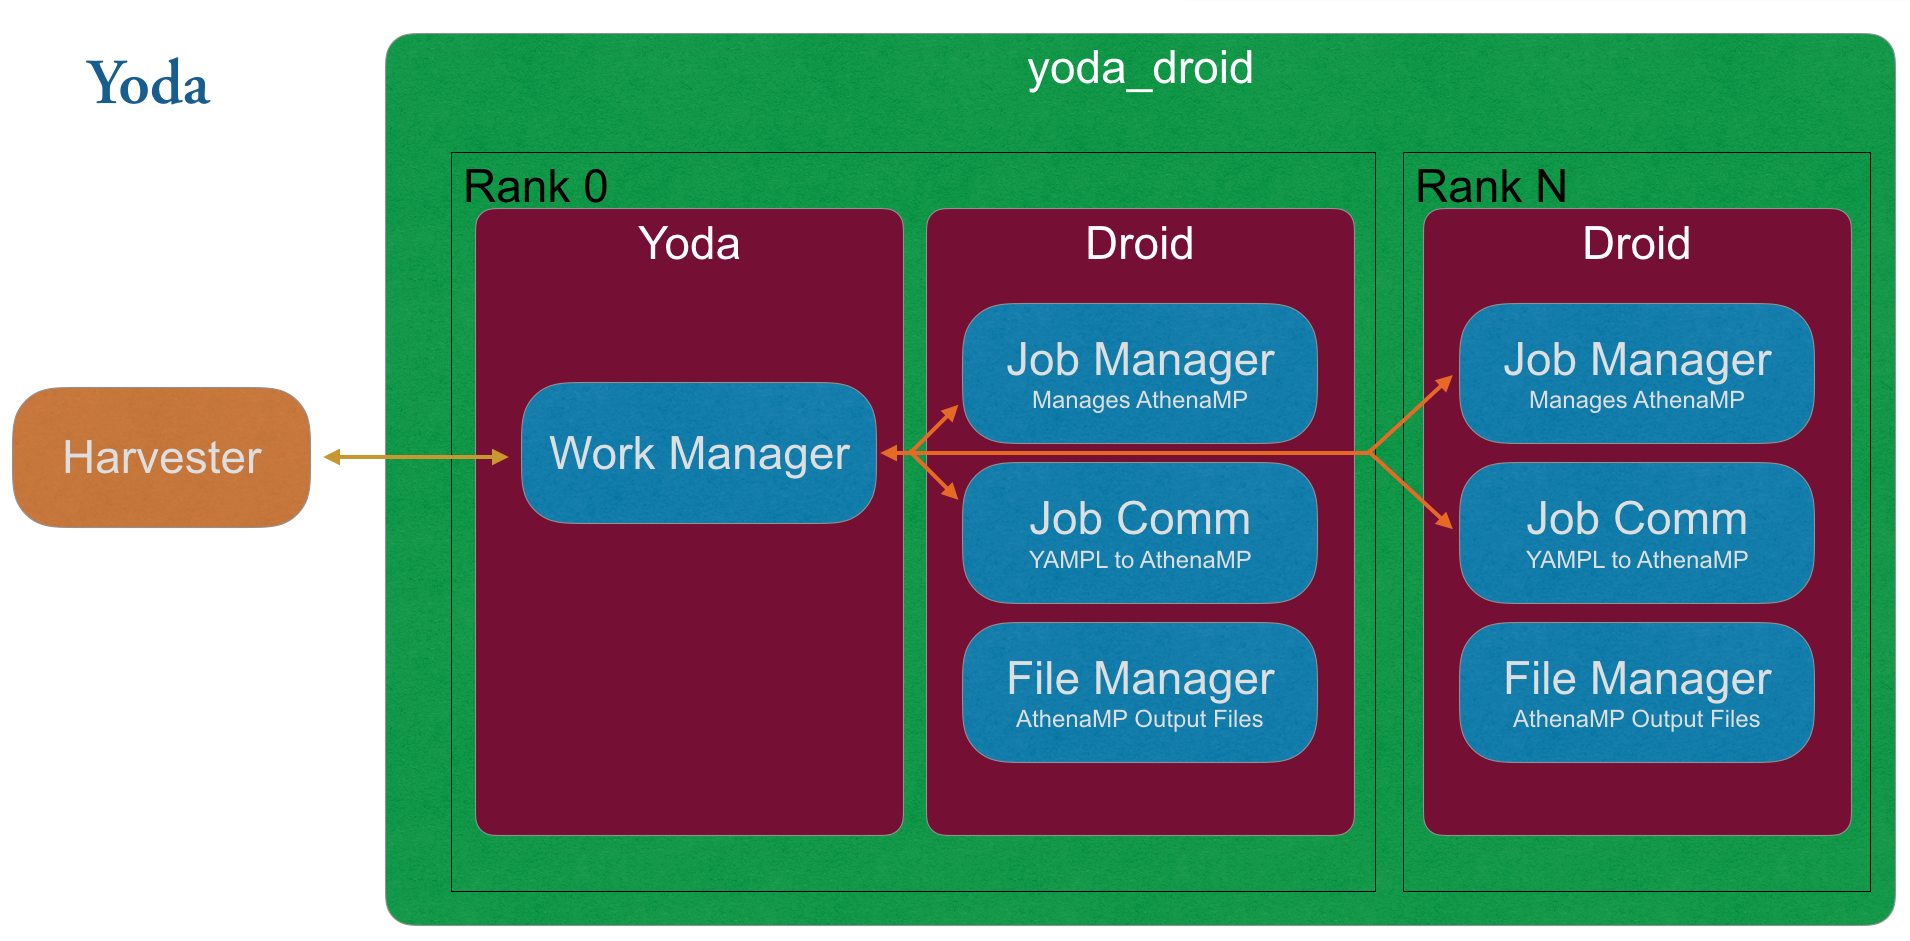 Yoda
yoda_droid
Rank 0
Rank N
Yoda
Droid
Droid
Harvester
Work Manager
Job Manager
Manages AthenaMP
Job Comm
YAMPL to AthenaMP
File Manager
AthenaMP Output Files
Job Manager
Manages AthenaMP
Job Comm
YAMPL to AthenaMP
File Manager
AthenaMP Output Files